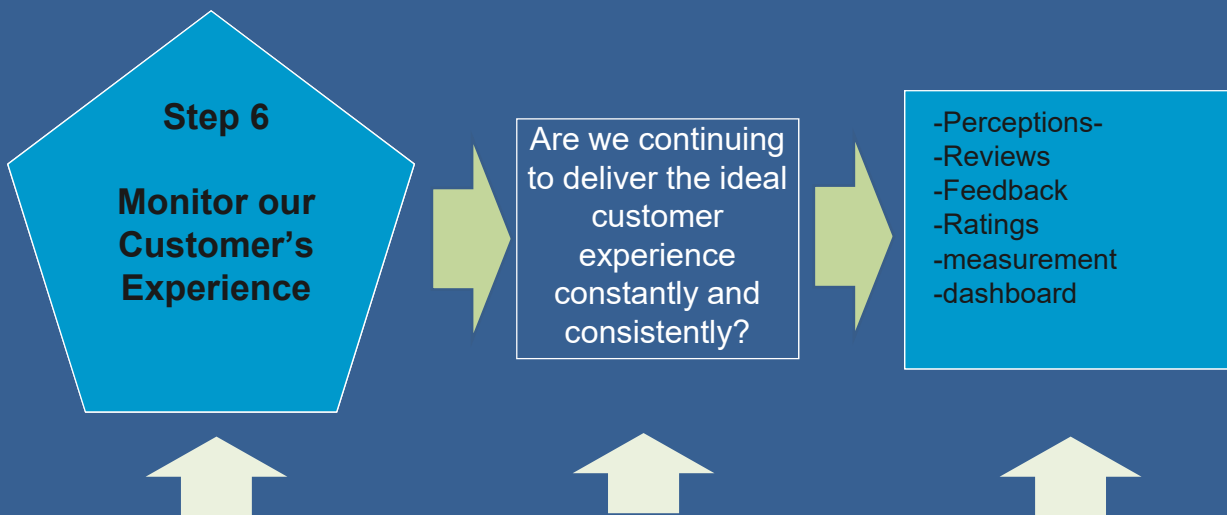 Step 6
Monitor our
Customer’s
Experience
Are we continuing
to deliver the ideal
customer
experience
constantly and
consistently?
-Perceptions-
-Reviews
-Feedback
-Ratings
-measurement
-dashboard